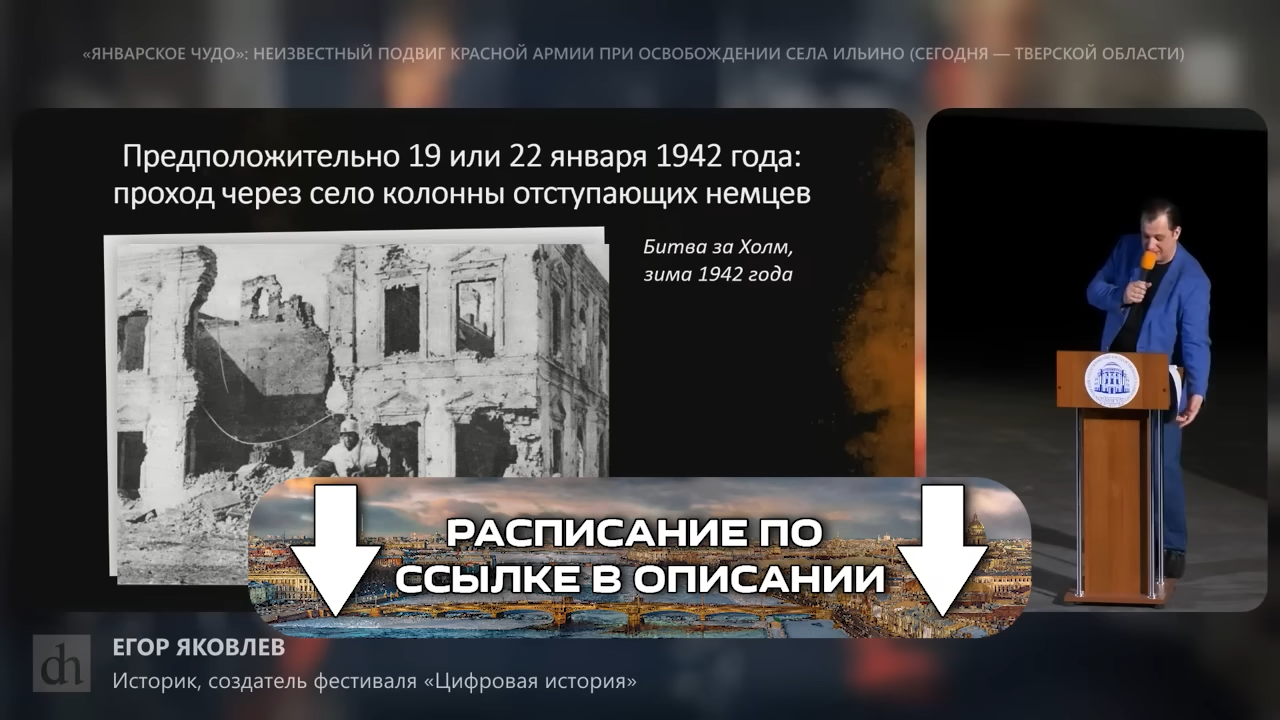 «ЯНВАРСКОЕ ЧУДО»: НЕИЗВЕСТНЫЙ ПОДВИГ КРАСНОЙ АРМИИ ПРИ ОСВОБОЖДЕНИИ СЕЛА ИЛЬИНО (СЕГОДНЯ — ТВЕРСКОЙ ОБЛАСТИ)
Предположительно 19 или 22 января 1942 года:
проход через село колонны отступающих немцев
Битва за Холм,
зима 1942 года
РАСПИСАНИЕ ПО
ССЫЛКЕ В ОПИСАНИИ
dh
ЕГОР ЯКОВЛЕВ
Историк, создатель фестиваля «Цифровая история»